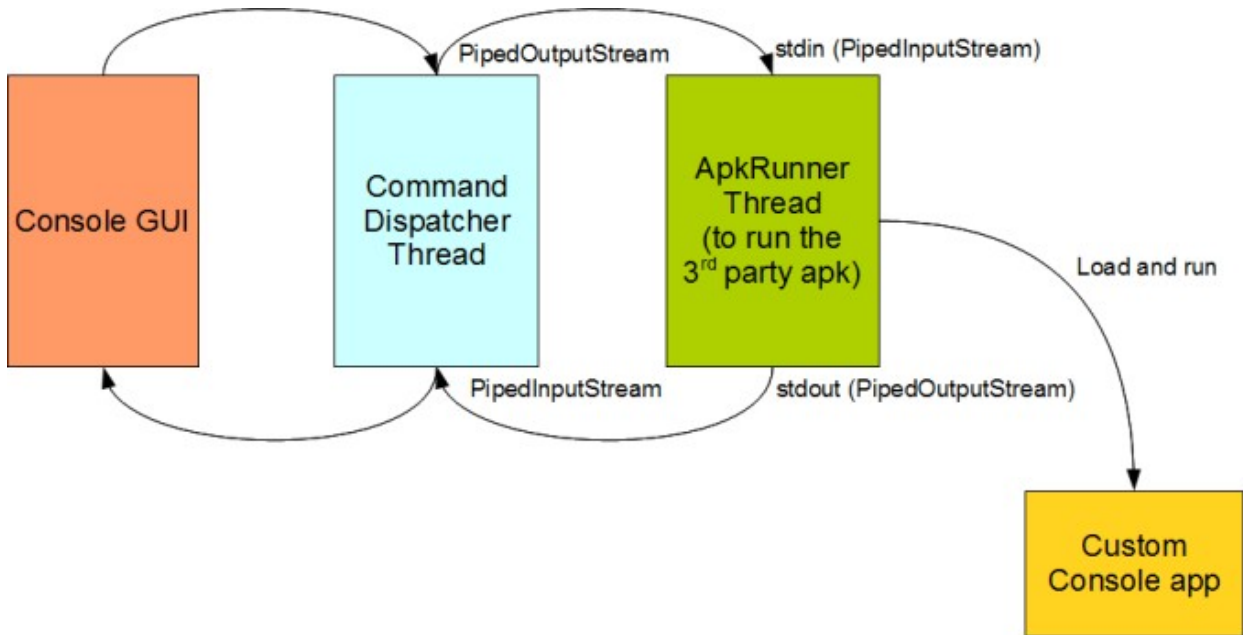 PipedOutputStream
stdin (PipedInputStream)
Console GUI
Command
Dispatcher
Thread
ApkRunner
Thread
(to run the
3rd party apk)
Load and run
PipedInputStream
stdout (PipedOutputStream)
Custom
Console app